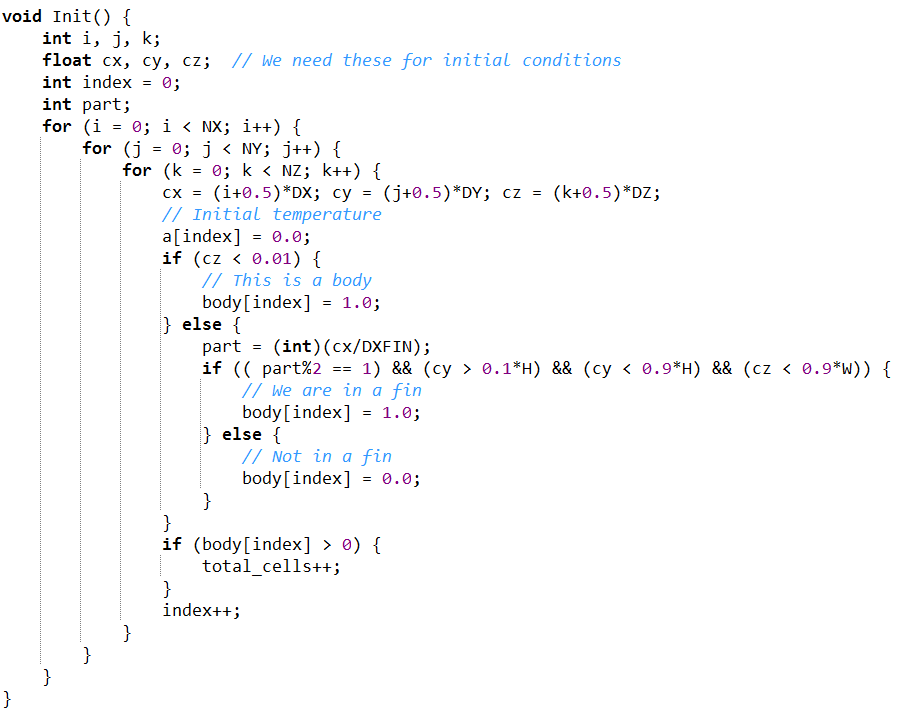 void Init() {
    int i, j, k;
    float cx, cy, cz;  // We need these for initial conditions
    int index = 0;
    int part;
    for (i = 0; i < NX; i++) {
        for (j = 0; j < NY; j++) {
            for (k = 0; k < NZ; k++) {
                cx = (i+0.5)*DX; cy = (j+0.5)*DY; cz = (k+0.5)*DZ;
                // Initial temperature
                a[index] = 0.0;
                if (cz < 0.01) {
                    // This is a body
                    body[index] = 1.0;
                } else {
                    part = (int)(cx/DXFIN);
                    if (( part%2 == 1) && (cy > 0.1*H) && (cy < 0.9*H) && (cz < 0.9*W)) {
                        // We are in a fin
                        body[index] = 1.0;
                    } else {
                        // Not in a fin
                        body[index] = 0.0;
                    }
                }
                if (body[index] > 0) {
                    total_cells++;
                }
                index++;
            }
        }
    }
}